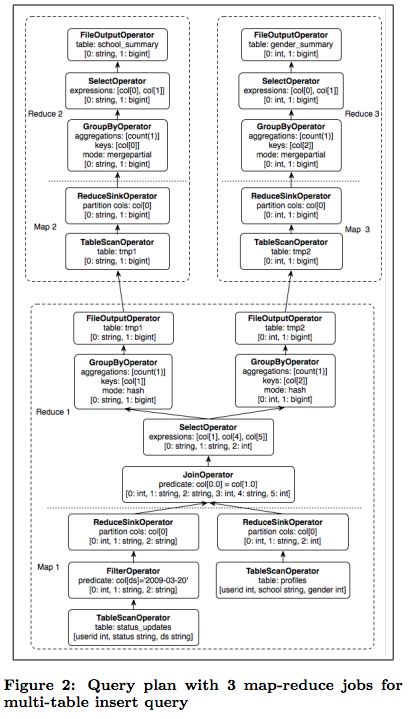 FileOutputOperator
table: school_summary
[0: string, 1: bigint]
SelectOperator
expressions: [col[0], col[1]]
[0: string, 1: bigint]
Reduce 2
GroupByOperator
aggregations: [count(1)]
keys: [col[0]]
mode: mergepartial
[0: string, 1: bigint]
ReduceSinkOperator
partition cols: col[0]
[0: string, 1: bigint]
Map 2
TableScanOperator
table: tmp1
[0: string, 1: bigint]
FileOutputOperator
table: gender_summary
[0: int, 1: bigint]
SelectOperator
expressions: [col[0], col[1]]
[0: int, 1: bigint]
Reduce 3
GroupByOperator
aggregations: [count(1)]
keys: [col[2]]
mode: mergepartial
[0: int, 1: bigint]
ReduceSinkOperator
partition cols: col[0]
[0: int, 1: bigint]
Map 3
TableScanOperator
table: tmp2
[0: int, 1: bigint]
FileOutputOperator
table: tmp1
[0: string, 1: bigint]
FileOutputOperator
table: tmp2
[0: int, 1: bigint]
GroupByOperator
aggregations: [count(1)]
keys: [col[1]]
mode: hash
[0: string, 1: bigint]
GroupByOperator
aggregations: [count(1)]
keys: [col[2]]
mode: hash
[0: int, 1: bigint]
Reduce 1
SelectOperator
expressions: [col[1], col[4], col[5]]
[0: string, 1: string, 2: int]
JoinOperator
predicate: col[0.0] = col[1.0]
[0: int, 1: string, 2: string, 3: int, 4: string, 5: int]
ReduceSinkOperator
partition cols: col[0]
[0: int, 1: string, 2: string]
ReduceSinkOperator
partition cols: col[0]
[0: int, 1: string, 2: int]
Map 1
FilterOperator
predicate: col[ds]='2009-03-20'
[0: int, 1: string, 2: string]
TableScanOperator
table: profiles
[userid int, school string, gender int]
TableScanOperator
table: status_updates
[userid int, status string, ds string]
Figure 2: Query plan with 3 map-reduce jobs for
multi-table insert query